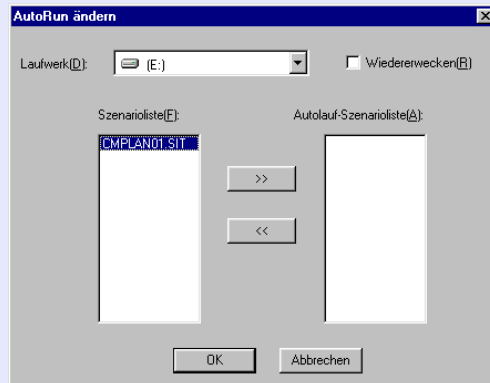 AutoRun ändern
Laufwerk(D): (E:) Wiedererwecken(R)
Szenarioliste(F): Autolauf-Szenarioliste(A):
CMPLAN01.SIT
>>
<<
OK Abbrechen